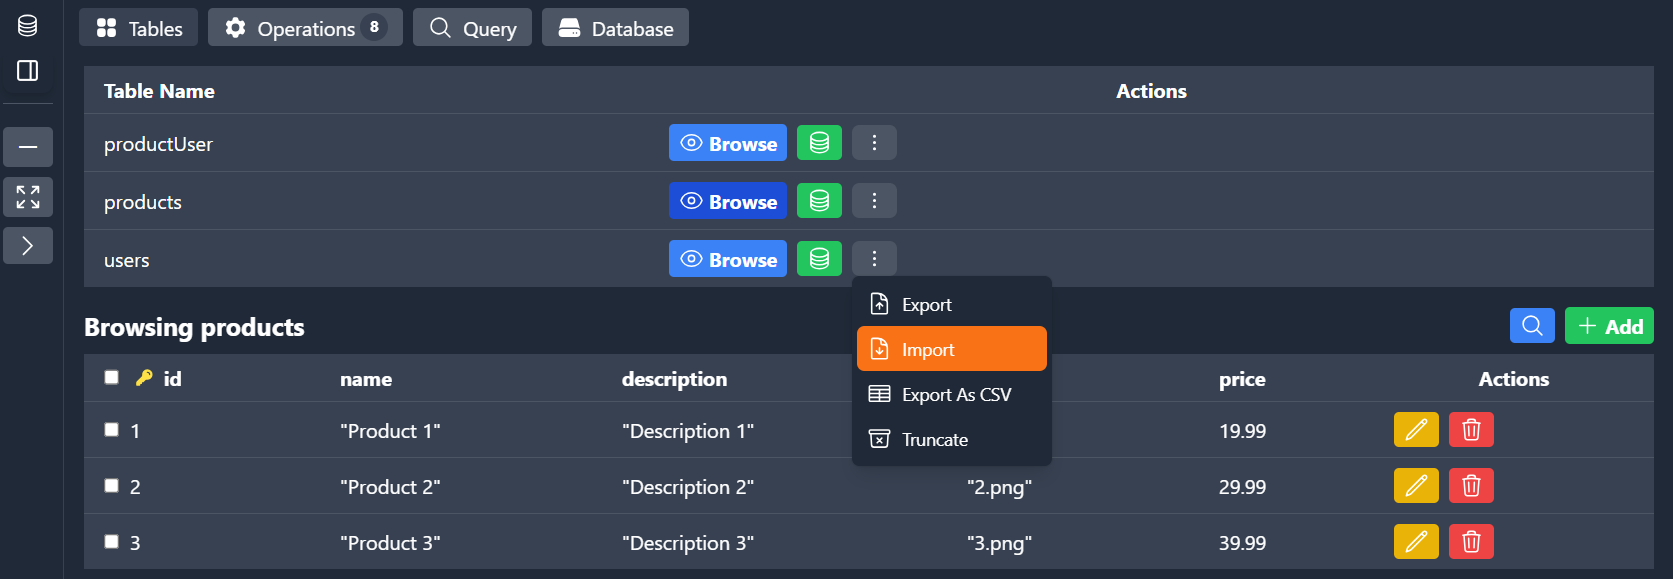 Tables Operations 8 Query Database
Table Name Actions
productUser Browse
products Browse
users Browse
Export
Import
Export As CSV
Truncate
Browsing products Add
id name description price Actions
1 "Product 1" "Description 1" 19.99
2 "Product 2" "Description 2" "2.png" 29.99
3 "Product 3" "Description 3" "3.png" 39.99